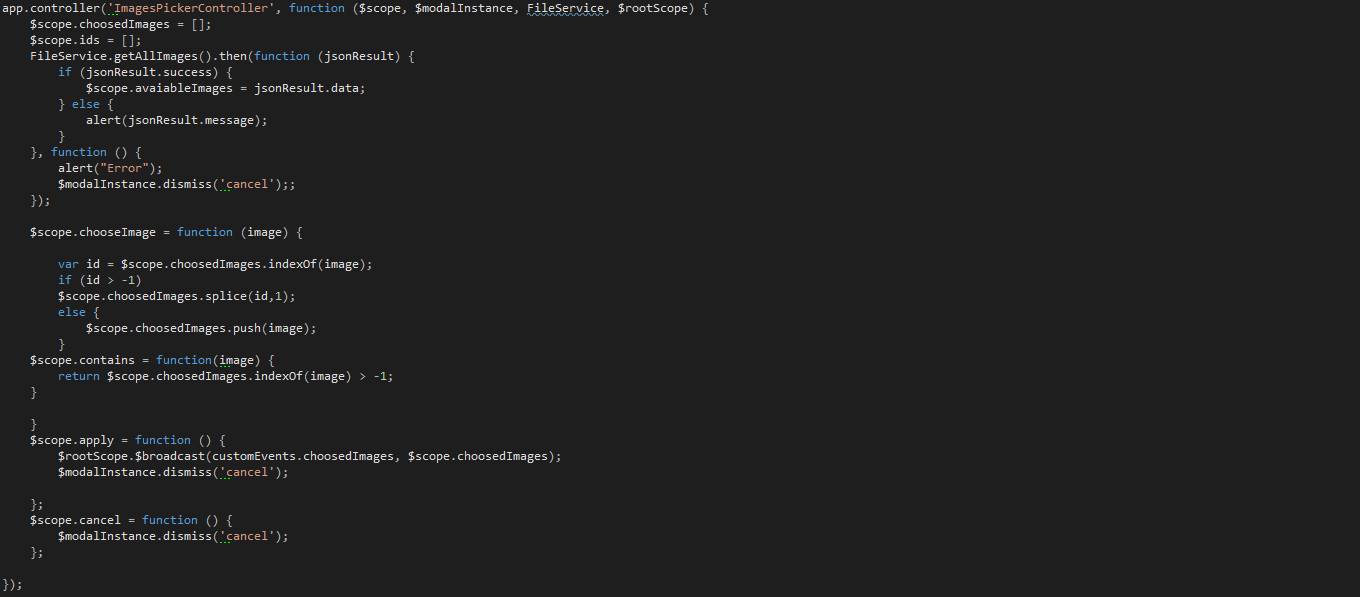 app.controller('ImagesPickerController', function ($scope, $modalInstance, FileService, $rootScope) {
    $scope.choosedImages = [];
    $scope.ids = [];
    FileService.getAllImages().then(function (jsonResult) {
        if (jsonResult.success) {
            $scope.avaiableImages = jsonResult.data;
        } else {
            alert(jsonResult.message);
        }
    }, function () {
        alert("Error");
        $modalInstance.dismiss('cancel');;
    });

    $scope.chooseImage = function (image) {

        var id = $scope.choosedImages.indexOf(image);
        if (id > -1)
        $scope.choosedImages.splice(id,1);
        else {
            $scope.choosedImages.push(image);
        }
    $scope.contains = function(image) {
        return $scope.choosedImages.indexOf(image) > -1;
    }

    }
    $scope.apply = function () {
        $rootScope.$broadcast(customEvents.choosedImages, $scope.choosedImages);
        $modalInstance.dismiss('cancel');

    };
    $scope.cancel = function () {
        $modalInstance.dismiss('cancel');
    };

});